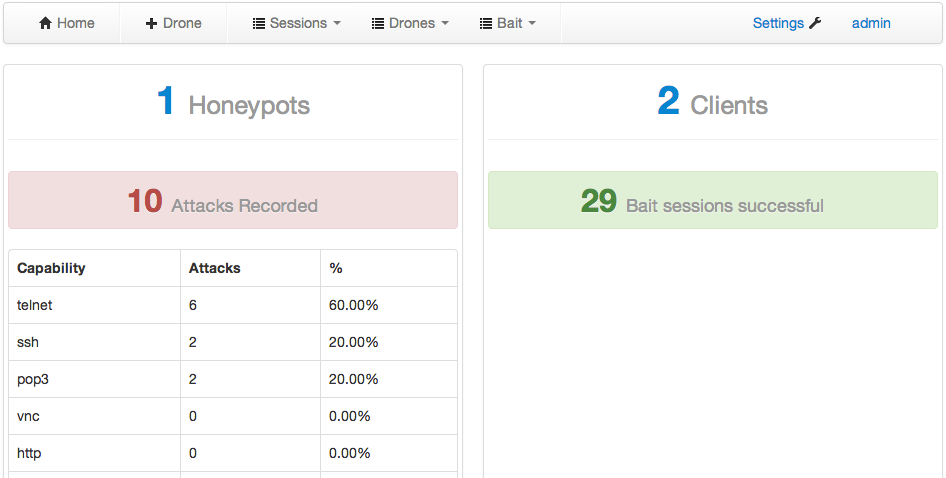 Home Drone Sessions Drones Bait Settings admin
1 Honeypots
10 Attacks Recorded
Capability Attacks %
telnet 6 60.00%
ssh 2 20.00%
pop3 2 20.00%
vnc 0 0.00%
http 0 0.00%
2 Clients
29 Bait sessions successful